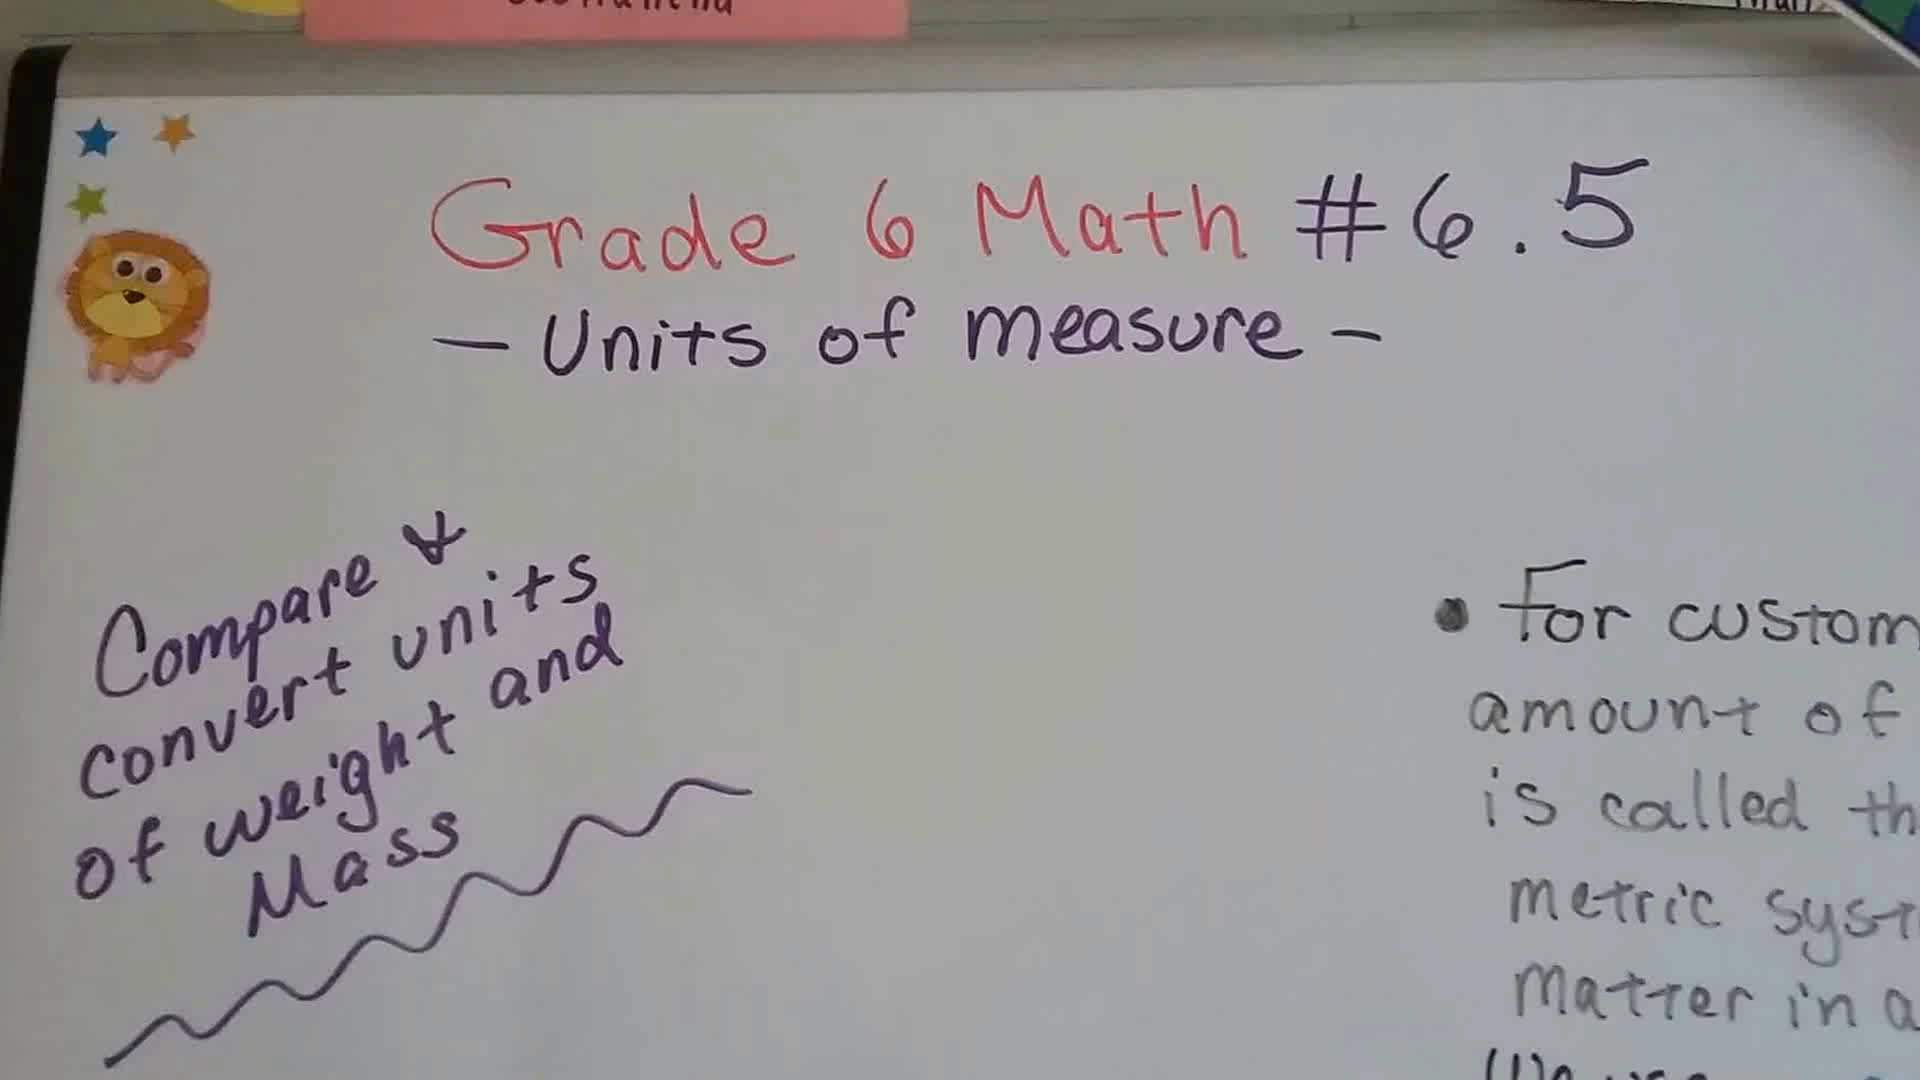 Grade 6 Math #6.5
- Units of measure -
Compare &
convert units
of weight and
Mass
• For custom
amount of
is called th
metric syst
matter in a